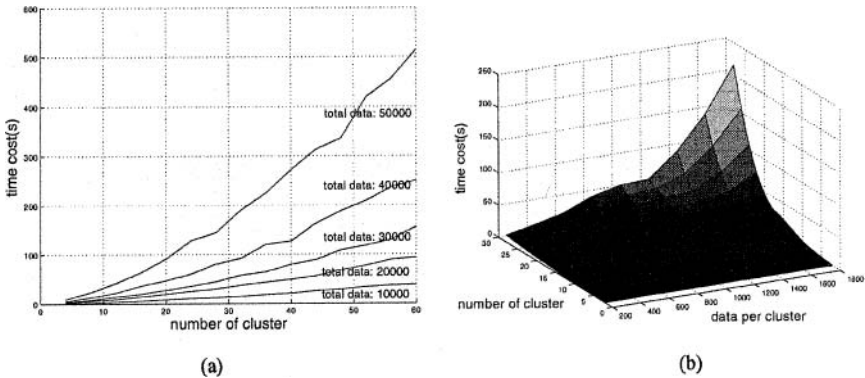 600
500
400
300
200
100
0
0 10 20 30 40 50 60
time cost(s)
number of cluster
total data: 50000
total data: 40000
total data: 30000
total data: 20000
total data: 10000
(a)
250
200
150
100
50
0
time cost(s)
30
25
20
15
10
5
0
number of cluster
200 400 600 800 1000 1200 1400 1600 1800
data per cluster
(b)